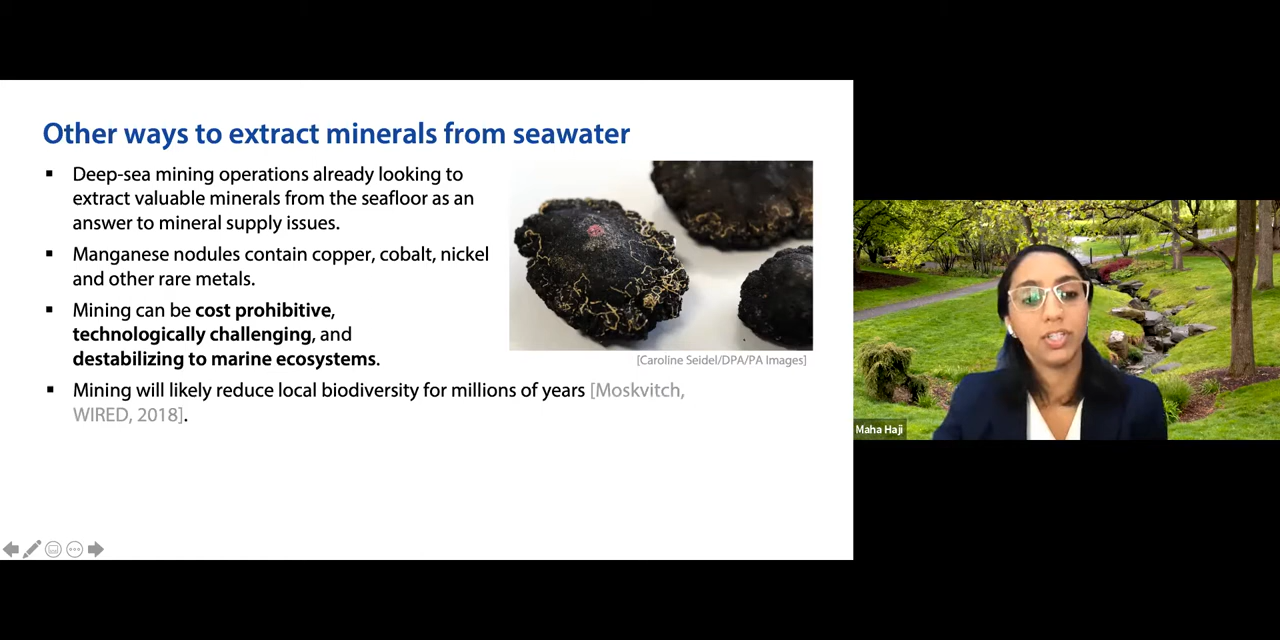 Other ways to extract minerals from seawater
▪ Deep-sea mining operations already looking to
extract valuable minerals from the seafloor as an
answer to mineral supply issues.
▪ Manganese nodules contain copper, cobalt, nickel
and other rare metals.
▪ Mining can be cost prohibitive,
technologically challenging, and
destabilizing to marine ecosystems.
[Caroline Seidel/DPA/PA Images]
▪ Mining will likely reduce local biodiversity for millions of years [Moskvitch,
WIRED, 2018].
Maha Haji